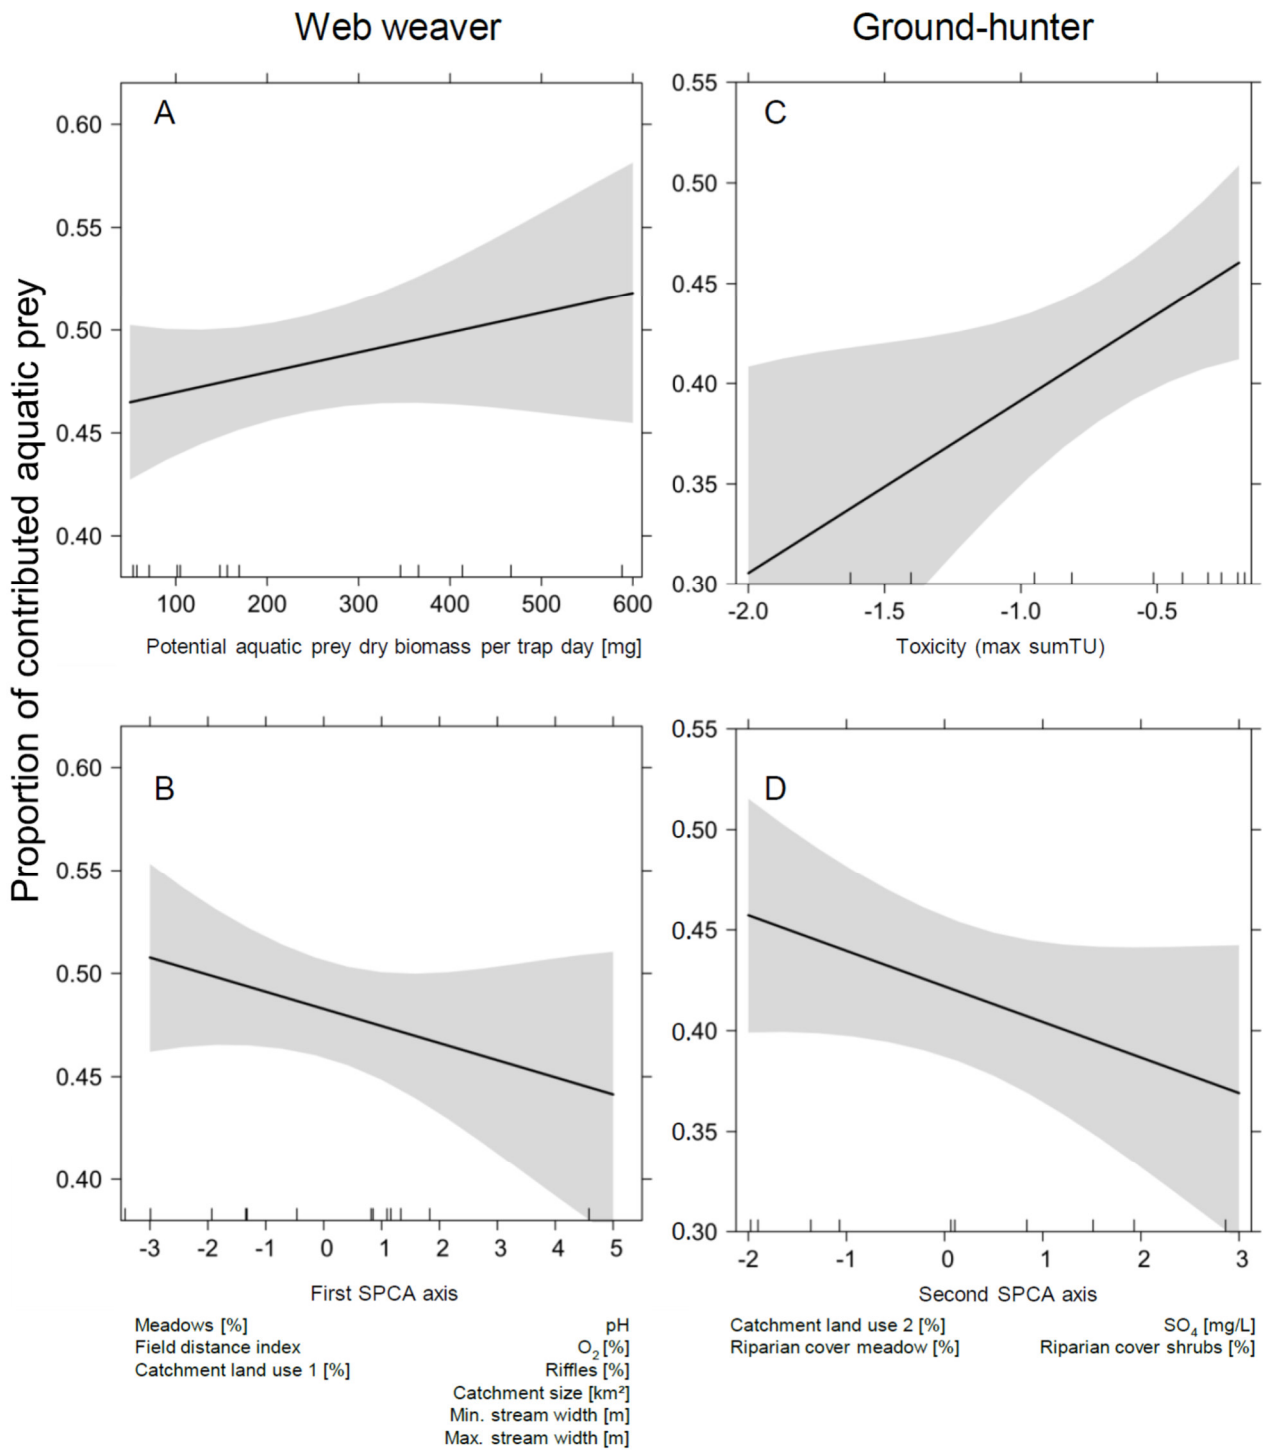 Web weaver
Ground-hunter
Proportion of contributed aquatic prey
A
0.60
0.55
0.50
0.45
0.40
100 200 300 400 500 600
Potential aquatic prey dry biomass per trap day [mg]
C
0.55
0.50
0.45
0.40
0.35
0.30
-2.0 -1.5 -1.0 -0.5
Toxicity (max sumTU)
B
0.60
0.55
0.50
0.45
0.40
-3 -2 -1 0 1 2 3 4 5
First SPCA axis
Meadows [%] pH
Field distance index O₂ [%]
Catchment land use 1 [%] Riffles [%]
Catchment size [km²]
Min. stream width [m]
Max. stream width [m]
D
0.55
0.50
0.45
0.40
0.35
0.30
-2 -1 0 1 2 3
Second SPCA axis
Catchment land use 2 [%] SO₄ [mg/L]
Riparian cover meadow [%] Riparian cover shrubs [%]